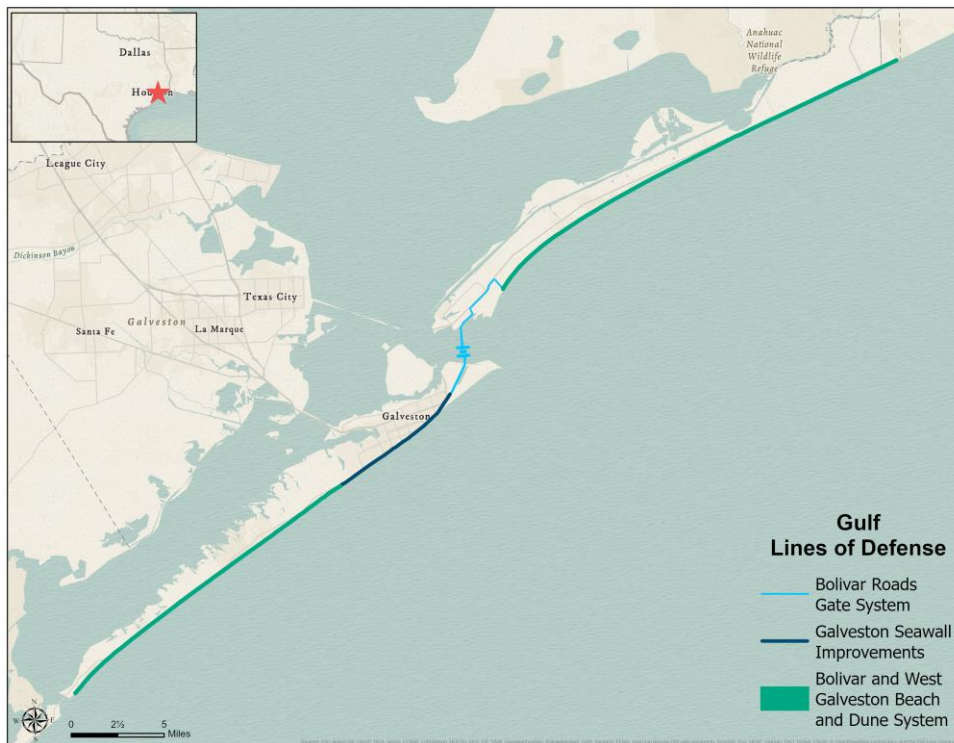 Dallas
Houston
Anahuac
National
Wildlife
Refuge
League City
Dickinson Bayou
Texas City
Galveston
Santa Fe
La Marque
Galveston
Gulf
Lines of Defense
Bolivar Roads
Gate System
Galveston Seawall
Improvements
Bolivar and West
Galveston Beach
and Dune System
N
W
E
S
0 2½ 5
Miles